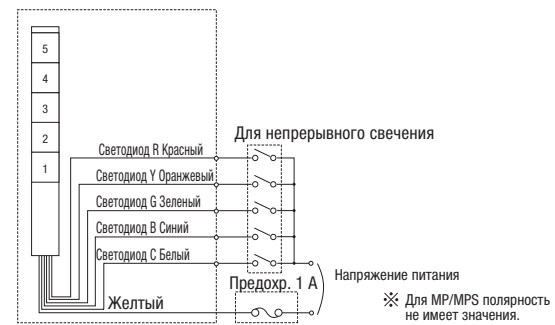 5
4
3
2
1
Для непрерывного свечения
Светодиод R Красный
Светодиод Y Оранжевый
Светодиод G Зеленый
Светодиод B Синий
Светодиод C Белый
Предохр. 1 А
Желтый
Напряжение питания
※ Для MP/MPS полярность
не имеет значения.